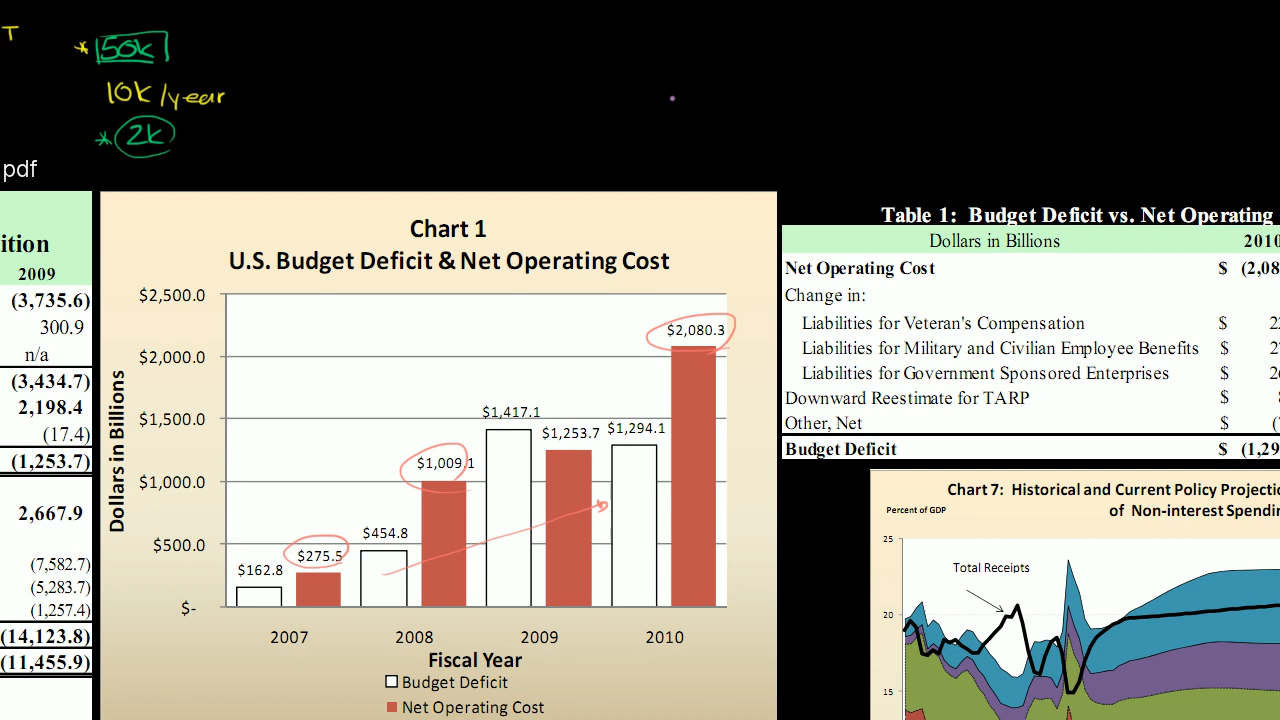 T
* 50k
10k/year
* 2k
pdf
ition
2009
(3,735.6)
300.9
n/a
(3,434.7)
2,198.4
(17.4)
(1,253.7)
2,667.9
(7,582.7)
(5,283.7)
(1,257.4)
(14,123.8)
(11,455.9)
Chart 1
U.S. Budget Deficit & Net Operating Cost
Dollars in Billions
$2,500.0
$2,000.0
$1,500.0
$1,000.0
$500.0
$-
$162.8
$275.5
$454.8
$1,009.1
$1,417.1
$1,253.7
$1,294.1
$2,080.3
2007 2008 2009 2010
Fiscal Year
Budget Deficit
Net Operating Cost
Table 1: Budget Deficit vs. Net Operating
Dollars in Billions 2010
Net Operating Cost $ (2,08
Change in:
Liabilities for Veteran's Compensation $ 22
Liabilities for Military and Civilian Employee Benefits $ 27
Liabilities for Government Sponsored Enterprises $ 26
Downward Reestimate for TARP $
Other, Net $
Budget Deficit $ (1,29
Chart 7: Historical and Current Policy Projectio
of Non-interest Spendin
Percent of GDP
25
20
15
Total Receipts